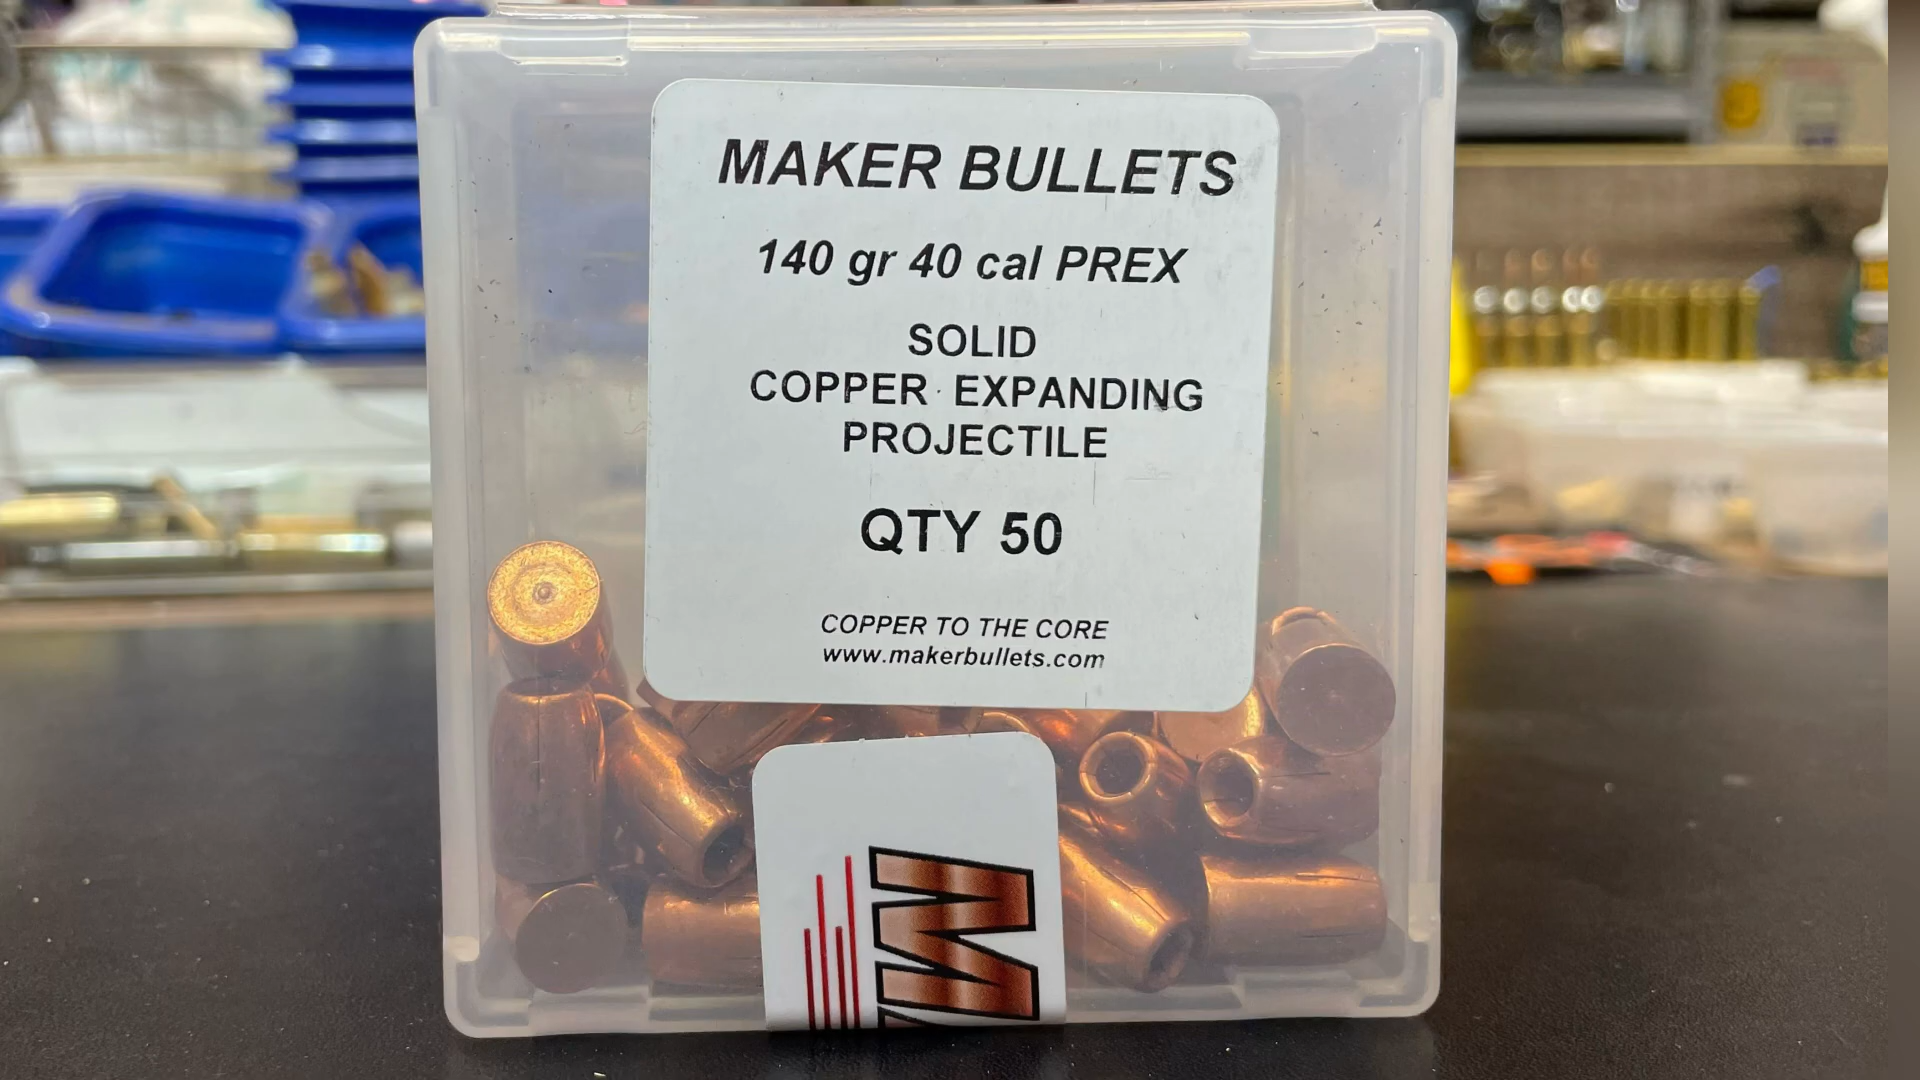 MAKER BULLETS
140 gr 40 cal PREX
SOLID
COPPER EXPANDING
PROJECTILE
QTY 50
COPPER TO THE CORE
www.makerbullets.com
MA